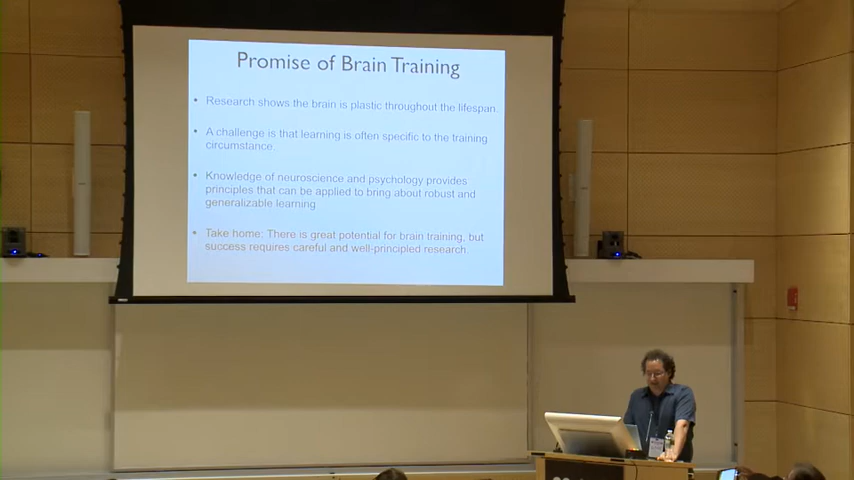 Promise of Brain Training
• Research shows the brain is plastic throughout the lifespan.
• A challenge is that learning is often specific to the training
circumstance.
• Knowledge of neuroscience and psychology provides
principles that can be applied to bring about robust and
generalizable learning
• Take home: There is great potential for brain training, but
success requires careful and well-principled research.